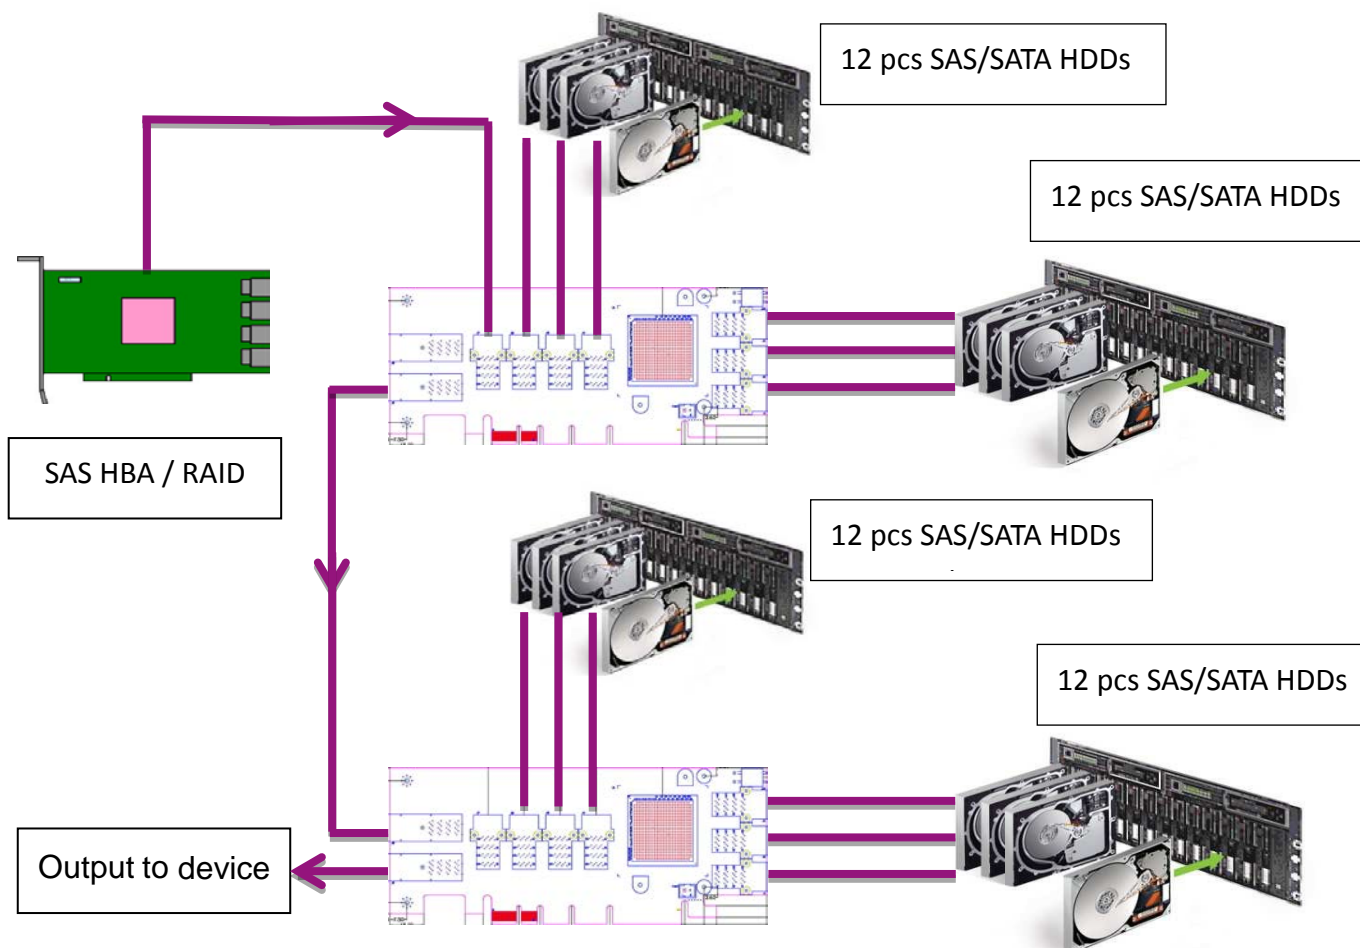 12 pcs SAS/SATA HDDs
12 pcs SAS/SATA HDDs
SAS HBA / RAID
12 pcs SAS/SATA HDDs
12 pcs SAS/SATA HDDs
Output to device